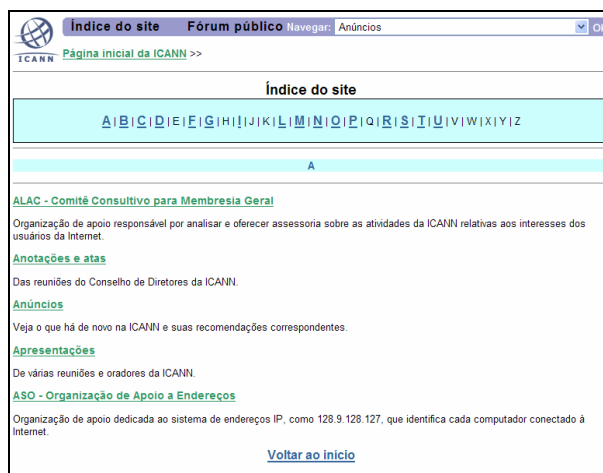 Índice do site Fórum público Navegar: Anúncios OK
ICANN
Página inicial da ICANN >>
Índice do site
A | B | C | D | E | F | G | H | I | J | K | L | M | N | O | P | Q | R | S | T | U | V | W | X | Y | Z
A
ALAC - Comitê Consultivo para Membresia Geral
Organização de apoio responsável por analisar e oferecer assessoria sobre as atividades da ICANN relativas aos interesses dos
usuários da Internet.
Anotações e atas
Das reuniões do Conselho de Diretores da ICANN.
Anúncios
Veja o que há de novo na ICANN e suas recomendações correspondentes.
Apresentações
De várias reuniões e oradores da ICANN.
ASO - Organização de Apoio a Endereços
Organização de apoio dedicada ao sistema de endereços IP, como 128.9.128.127, que identifica cada computador conectado à
Internet.
Voltar ao inicio